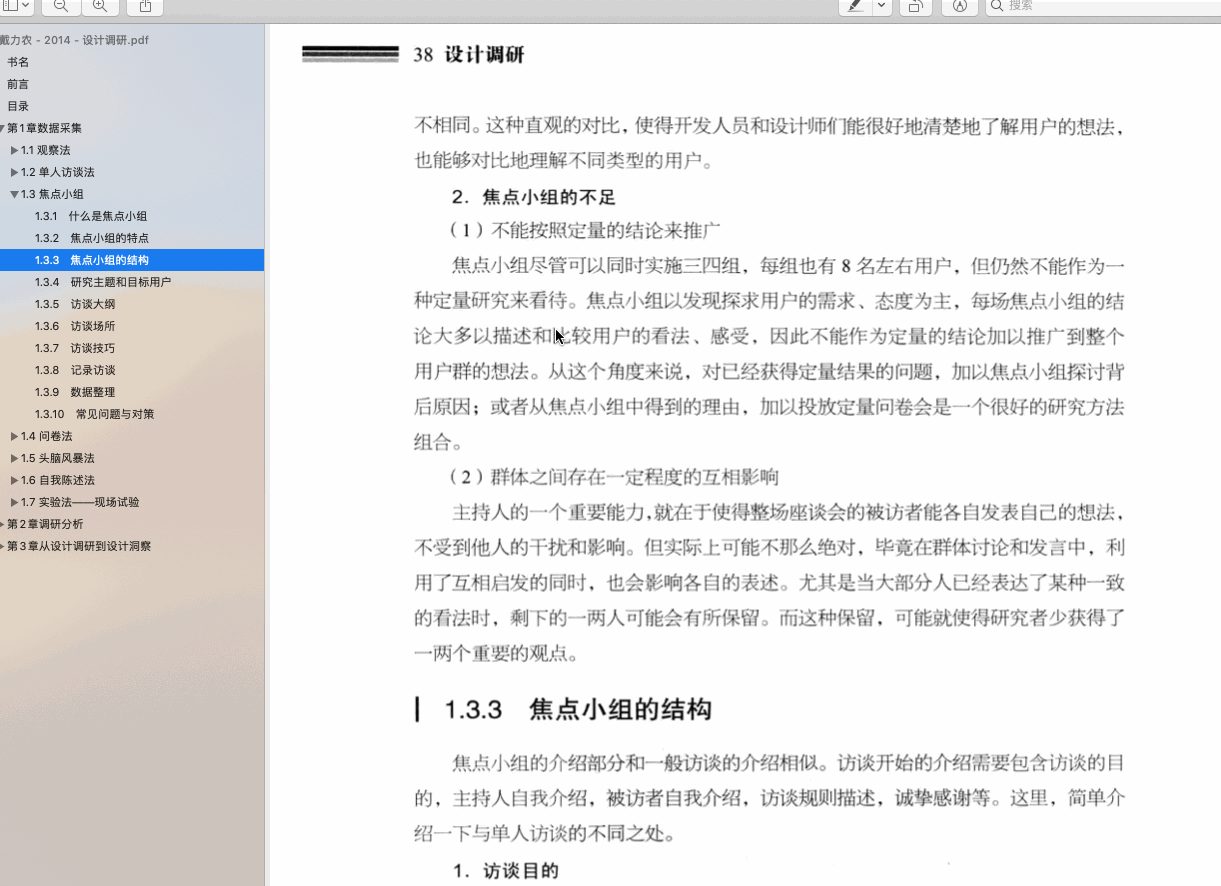 搜索
戴力农 - 2014 - 设计调研.pdf
书名
前言
目录
第1章数据采集
1.1 观察法
1.2 单人访谈法
1.3 焦点小组
1.3.1 什么是焦点小组
1.3.2 焦点小组的特点
1.3.3 焦点小组的结构
1.3.4 研究主题和目标用户
1.3.5 访谈大纲
1.3.6 访谈场所
1.3.7 访谈技巧
1.3.8 记录访谈
1.3.9 数据整理
1.3.10 常见问题与对策
1.4 问卷法
1.5 头脑风暴法
1.6 自我陈述法
1.7 实验法——现场试验
第2章调研分析
第3章从设计调研到设计洞察
38 设计调研
不相同。这种直观的对比，使得开发人员和设计师们能很好地清楚地了解用户的想法，
也能够对比地理解不同类型的用户。
2. 焦点小组的不足
（1）不能按照定量的结论来推广
焦点小组尽管可以同时实施三四组，每组也有 8 名左右用户，但仍然不能作为一
种定量研究来看待。焦点小组以发现探求用户的需求、态度为主，每场焦点小组的结
论大多以描述和比较用户的看法、感受，因此不能作为定量的结论加以推广到整个
用户群的想法。从这个角度来说，对已经获得定量结果的问题，加以焦点小组探讨背
后原因；或者从焦点小组中得到的理由，加以投放定量问卷会是一个很好的研究方法
组合。
（2）群体之间存在一定程度的互相影响
主持人的一个重要能力，就在于使得整场座谈会的被访者能各自发表自己的想法，
不受到他人的干扰和影响。但实际上可能不那么绝对，毕竟在群体讨论和发言中，利
用了互相启发的同时，也会影响各自的表述。尤其是当大部分人已经表达了某种一致
的看法时，剩下的一两人可能会有所保留。而这种保留，可能就使得研究者少获得了
一两个重要的观点。
1.3.3 焦点小组的结构
焦点小组的介绍部分和一般访谈的介绍相似。访谈开始的介绍需要包含访谈的目
的，主持人自我介绍，被访者自我介绍，访谈规则描述，诚挚感谢等。这里，简单介
绍一下与单人访谈的不同之处。
1. 访谈目的